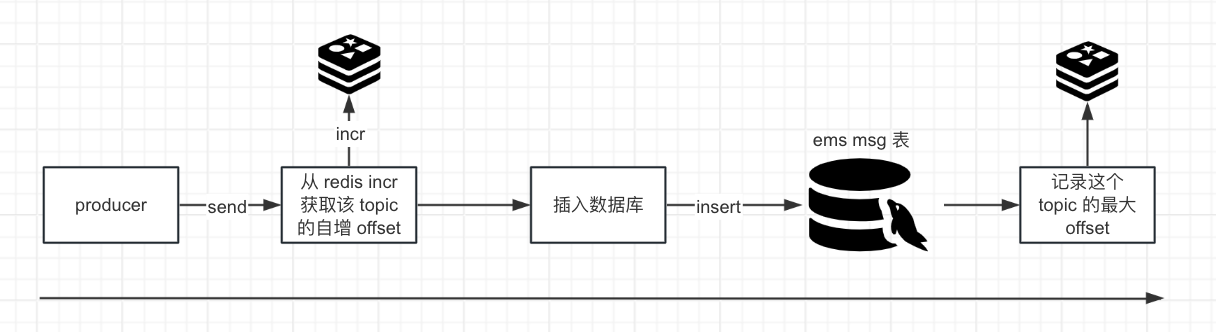 producer
send
incr
从 redis incr
获取该 topic
的自增 offset
插入数据库
insert
ems msg 表
记录这个
topic 的最大
offset